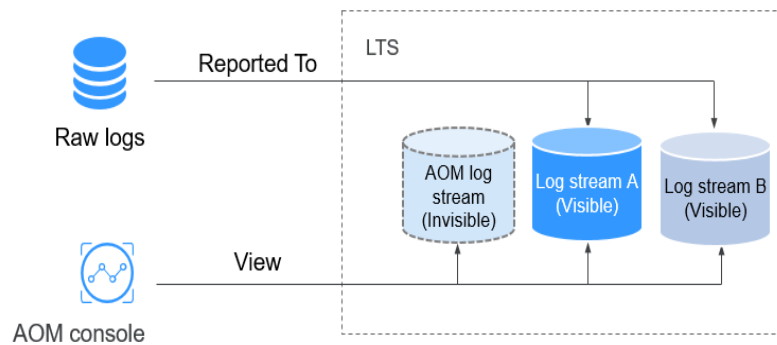 LTS
Reported To
Raw logs
AOM log
stream
(Invisible)
Log stream A
(Visible)
Log stream B
(Visible)
View
AOM console